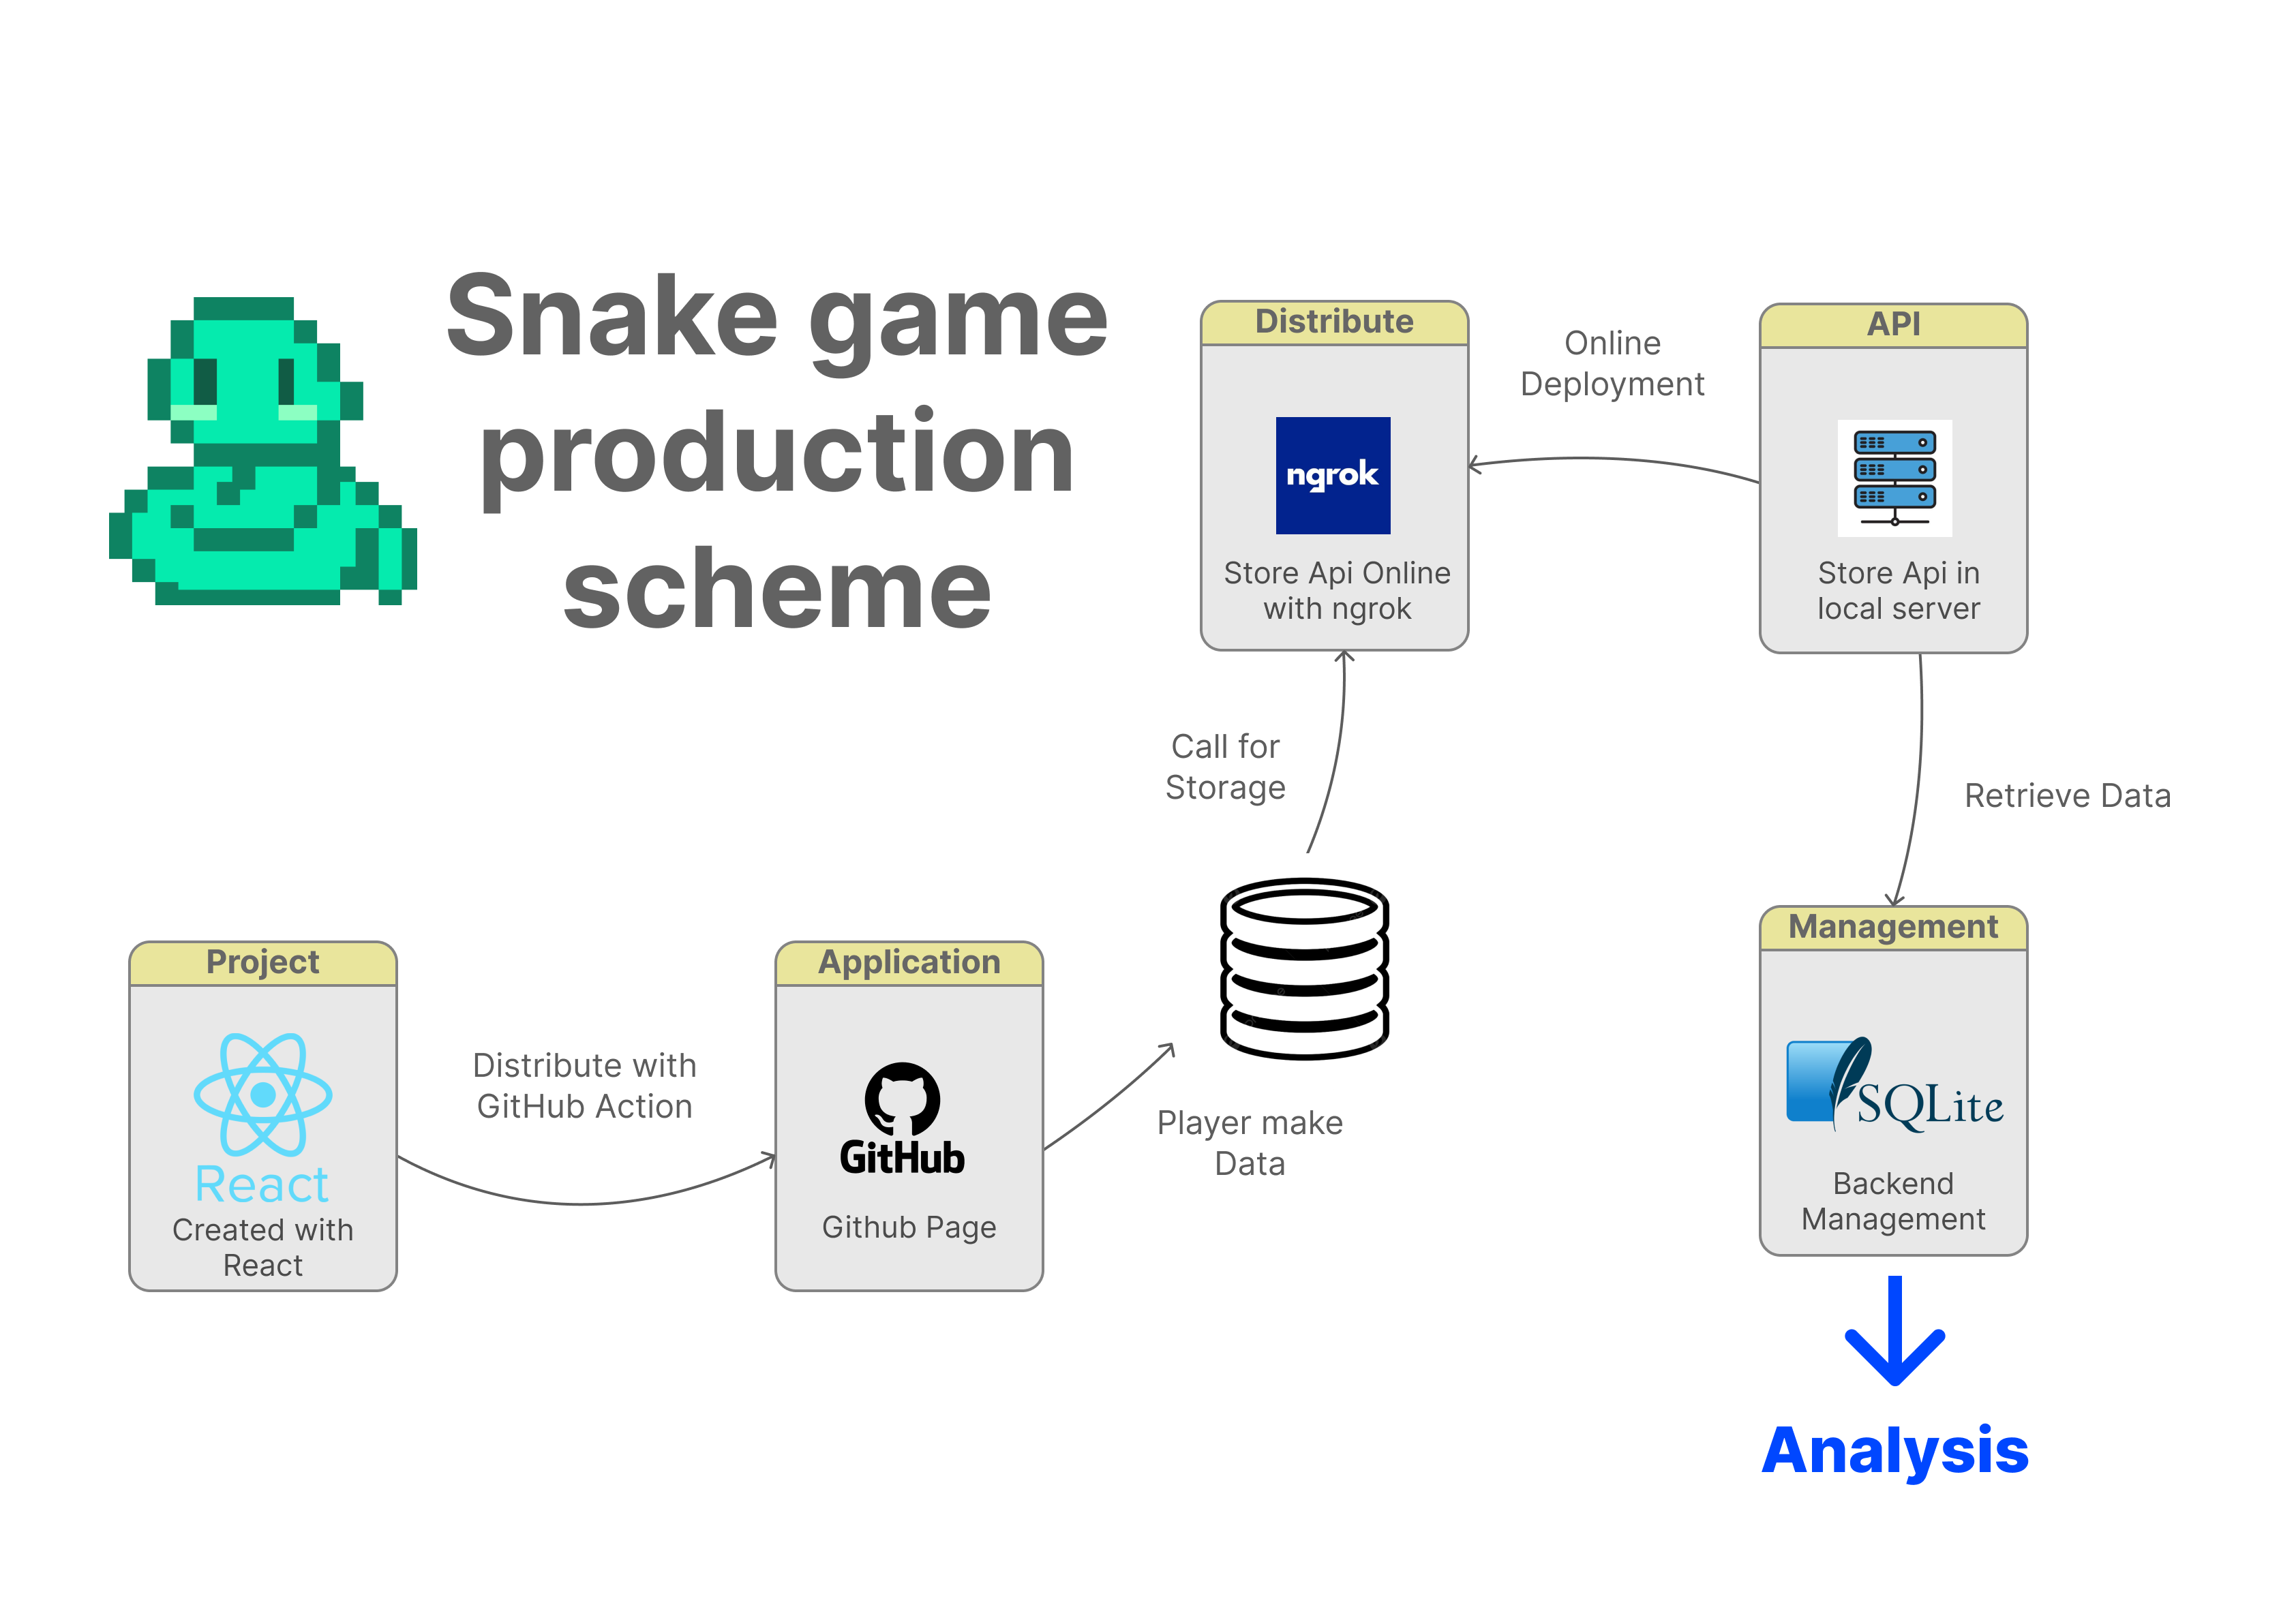 Snake game
production
scheme
Distribute
ngrok
Store Api Online
with ngrok
Online
Deployment
API
Store Api in
local server
Call for
Storage
Retrieve Data
Project
React
Created with
React
Distribute with
GitHub Action
Application
GitHub
Github Page
Player make
Data
Management
SQLite
Backend
Management
Analysis